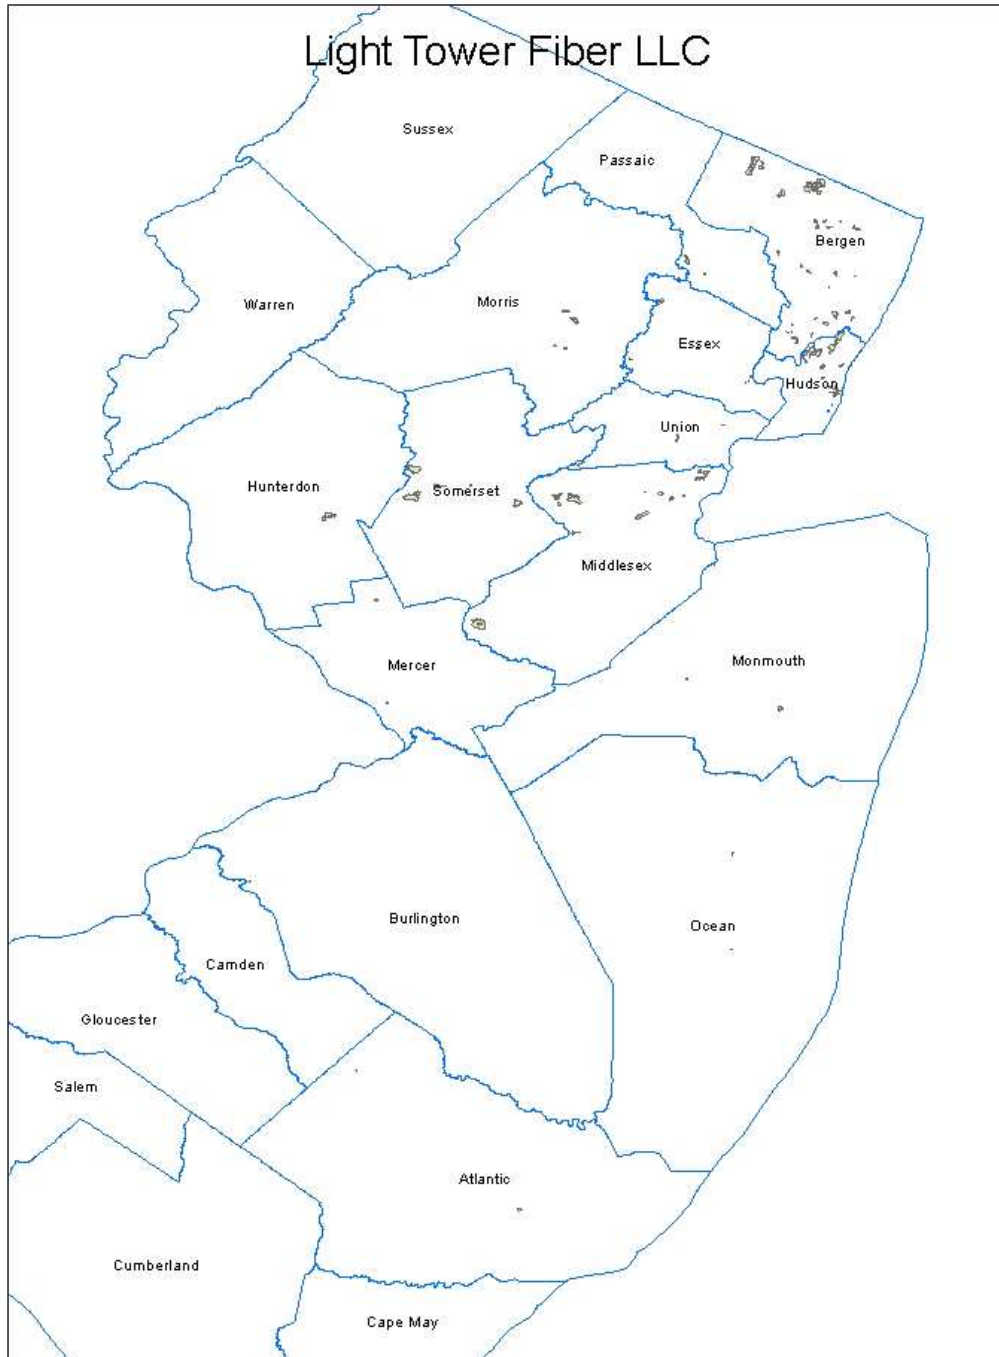 Light Tower Fiber LLC
Sussex
Passaic
Bergen
Warren
Morris
Essex
Hudson
Union
Hunterdon
Somerset
Middlesex
Mercer
Monmouth
Burlington
Ocean
Camden
Gloucester
Salem
Atlantic
Cumberland
Cape May